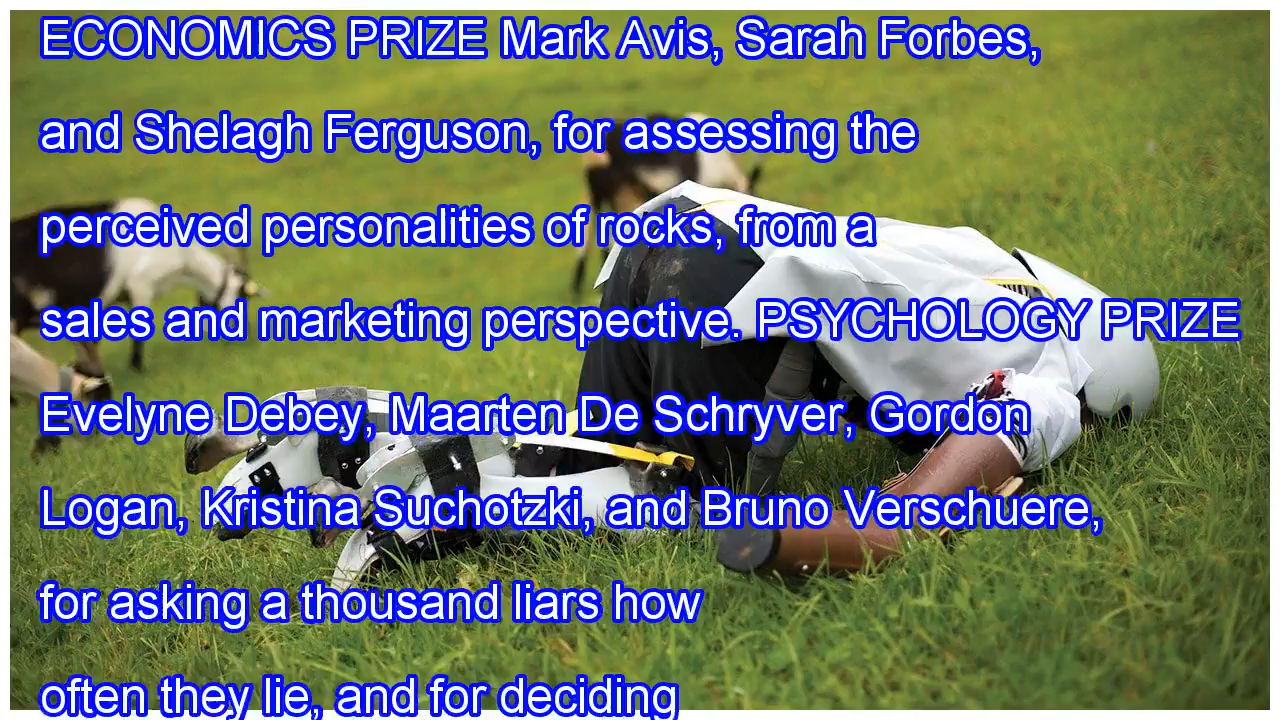 ECONOMICS PRIZE Mark Avis, Sarah Forbes,
and Shelagh Ferguson, for assessing the
perceived personalities of rocks, from a
sales and marketing perspective. PSYCHOLOGY PRIZE
Evelyne Debey, Maarten De Schryver, Gordon
Logan, Kristina Suchotzki, and Bruno Verschuere,
for asking a thousand liars how
often they lie, and for deciding